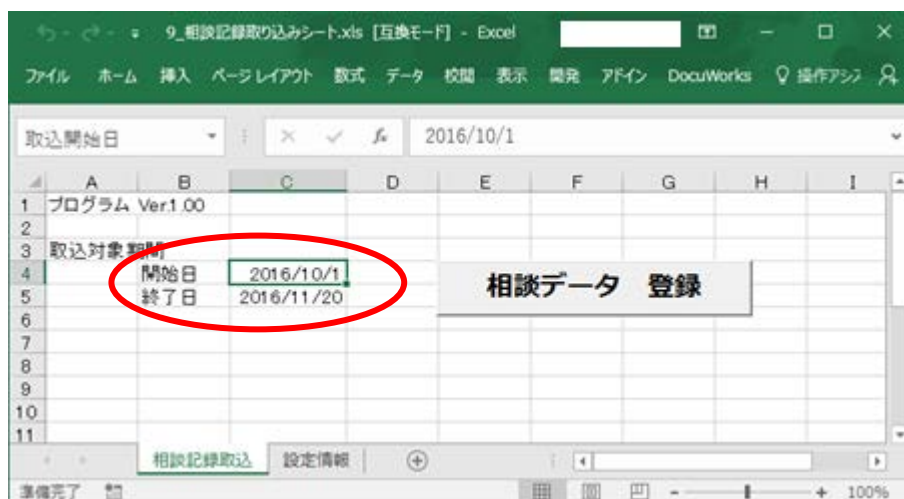 9_相談記録取り込みシート.xls [互換モード] - Excel
ファイル ホーム 挿入 ページ レイアウト 数式 データ 校閲 表示 開発 アドイン DocuWorks 操作アシス
取込開始日 fx 2016/10/1
A B C D E F G H I
1 プログラム Ver.1.00
2
3 取込対象期間
4 開始日 2016/10/1 相談データ 登録
5 終了日 2016/11/20
6
7
8
9
10
11
相談記録取込 設定情報
準備完了 100%